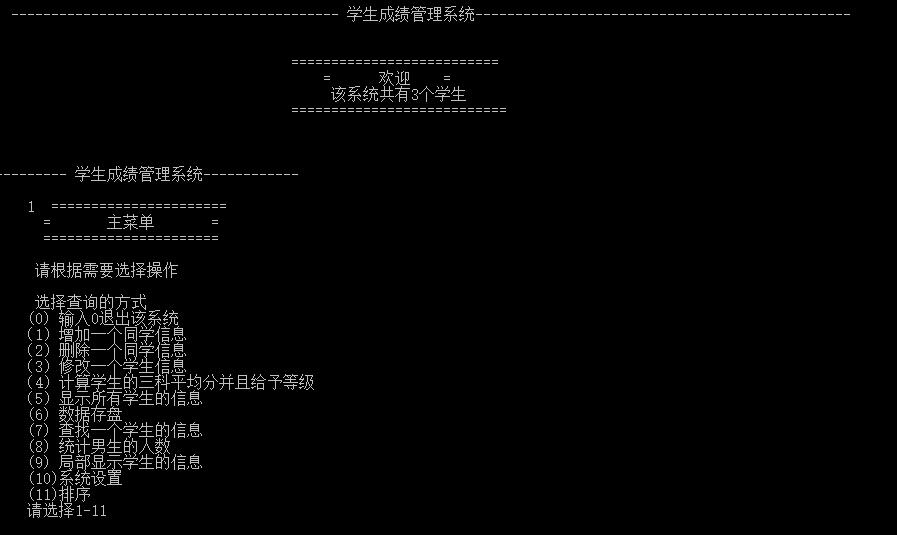 ----------------------------------------- 学生成绩管理系统-----------------------------------------------
==========================
= 欢迎 =
该系统共有3个学生
===========================
--------- 学生成绩管理系统------------
1 ======================
= 主菜单 =
======================
请根据需要选择操作
选择查询的方式
(0) 输入0退出该系统
(1) 增加一个同学信息
(2) 删除一个同学信息
(3) 修改一个学生信息
(4) 计算学生的三科平均分并且给予等级
(5) 显示所有学生的信息
(6) 数据存盘
(7) 查找一个学生的信息
(8) 统计男生的人数
(9) 局部显示学生的信息
(10)系统设置
(11)排序
请选择1-11